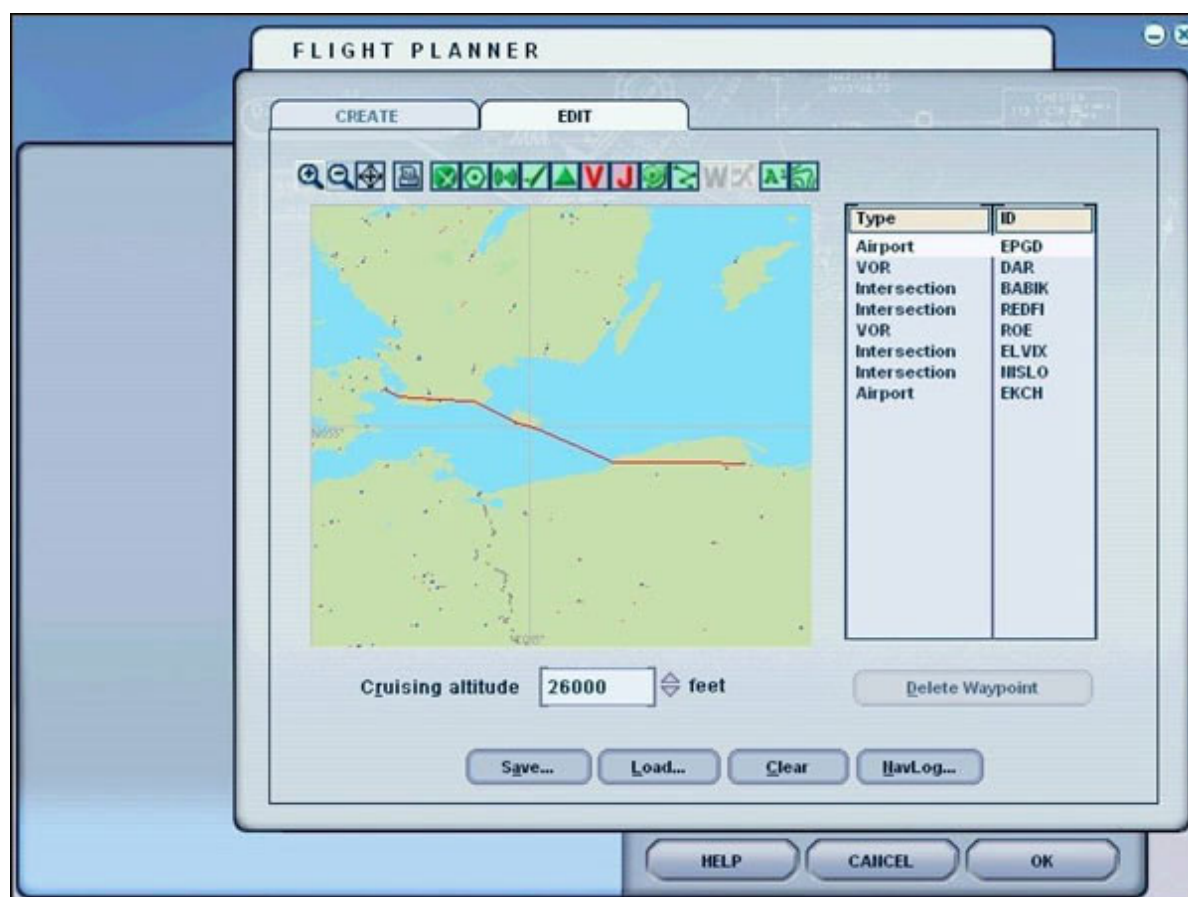 FLIGHT PLANNER
CREATE EDIT
V J W A
Type ID
Airport EPGD
VOR DAR
Intersection BABIK
Intersection REDFI
VOR ROE
Intersection ELVIX
Intersection NISLO
Airport EKCH
Cruising altitude 26000 feet
Delete Waypoint
Save... Load... Clear NavLog...
HELP CANCEL OK